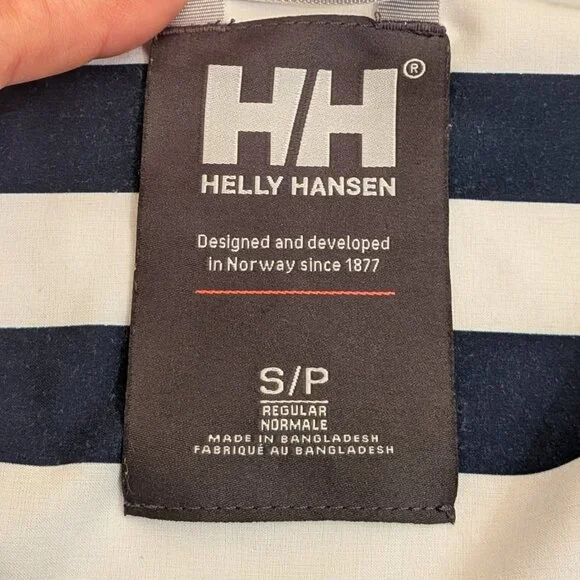 HH®
HELLY HANSEN
Designed and developed
in Norway since 1877
S/P
REGULAR
NORMALE
MADE IN BANGLADESH
FABRIQUÉ AU BANGLADESH